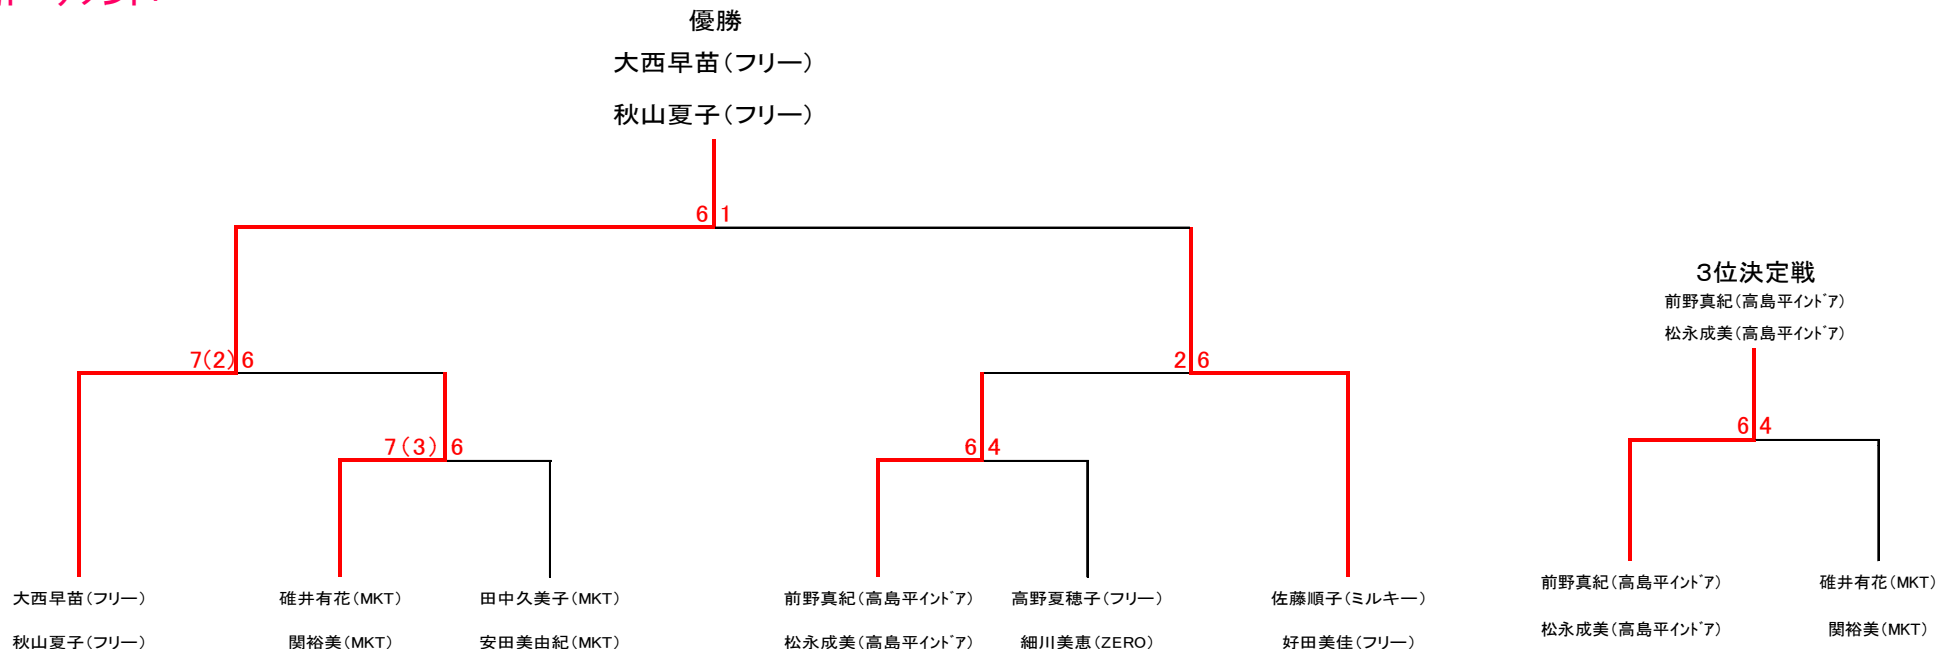 優勝
大西早苗(フリー)
秋山夏子(フリー)
6 1
7(2) 6
2 6
7(3) 6
6 4
大西早苗(フリー) 碓井有花(MKT) 田中久美子(MKT) 前野真紀(高島平インドア) 高野夏穂子(フリー) 佐藤順子(ミルキー)
秋山夏子(フリー) 関裕美(MKT) 安田美由紀(MKT) 松永成美(高島平インドア) 細川美恵(ZERO) 好田美佳(フリー)
3位決定戦
前野真紀(高島平インドア)
松永成美(高島平インドア)
6 4
前野真紀(高島平インドア) 碓井有花(MKT)
松永成美(高島平インドア) 関裕美(MKT)